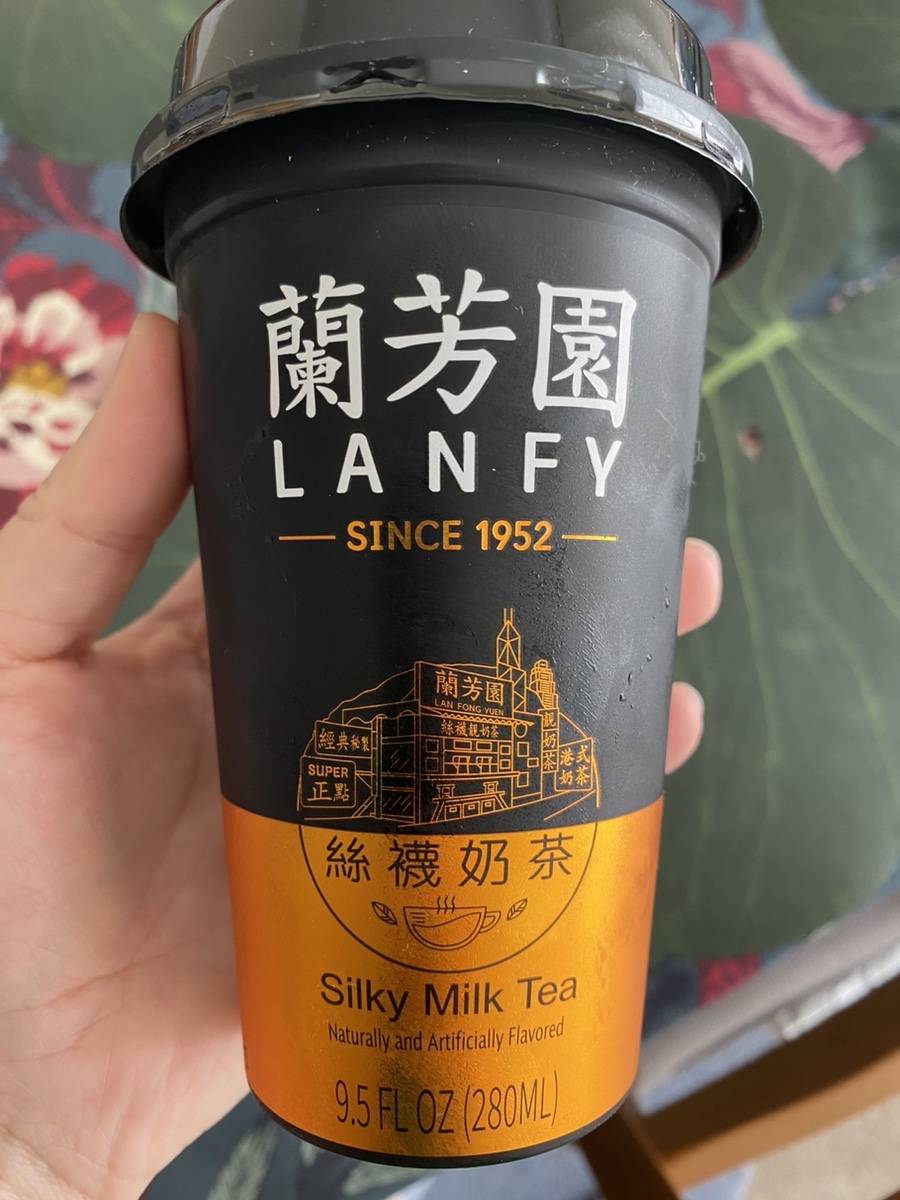 蘭芳園
LANFY
SINCE 1952
蘭芳園
LAN FONG YUEN
絲襪靚奶茶
經典秘製
靚奶茶
港式奶茶
SUPER
正點
絲襪奶茶
Silky Milk Tea
Naturally and Artificially Flavored
9.5 FL OZ (280ML)